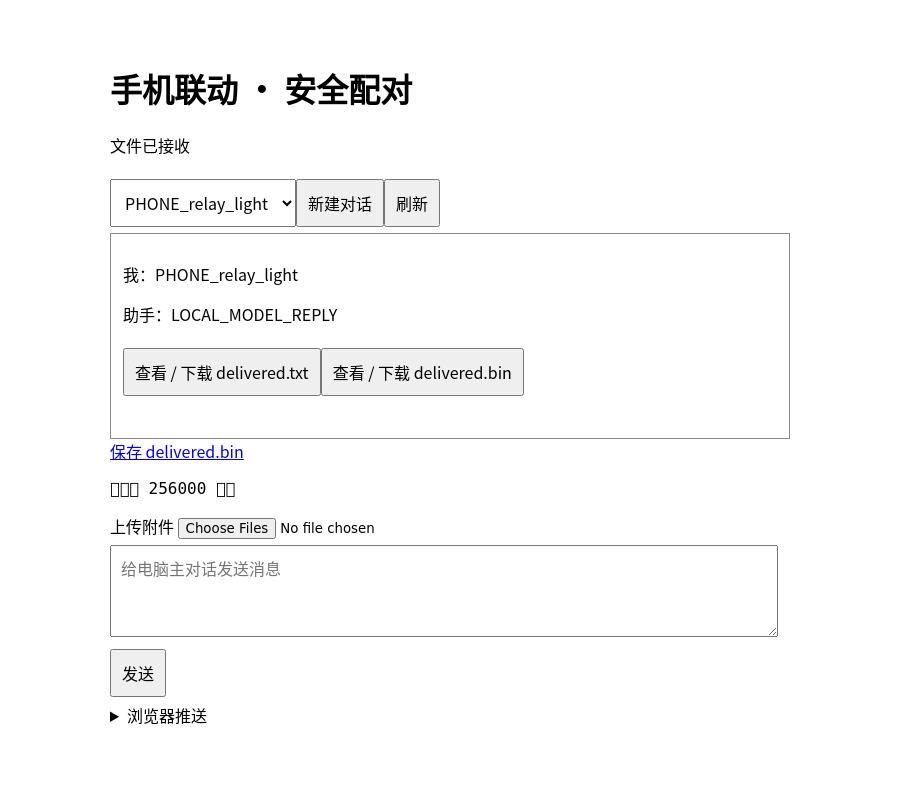 手机联动 · 安全配对
文件已接收
PHONE_relay_light 新建对话 刷新
我：PHONE_relay_light
助手：LOCAL_MODEL_REPLY
查看 / 下载 delivered.txt 查看 / 下载 delivered.bin
保存 delivered.bin
256000
上传附件 Choose Files No file chosen
给电脑主对话发送消息
发送
浏览器推送